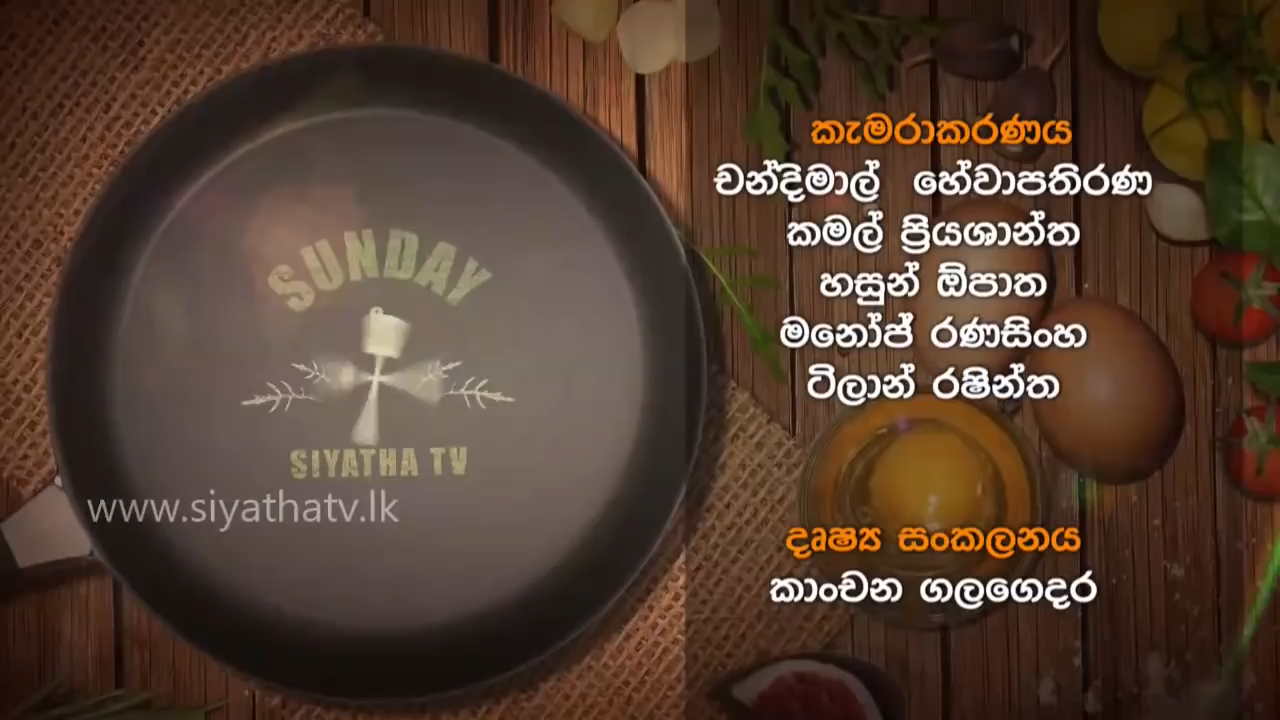 SUNDAY
SIYATHA TV
www.siyathatv.lk
කැමරාකරණය
චන්දිමාල් හේවාපතිරණ
කමල් ප්‍රියශාන්ත
හසුන් ඕපාත
මනෝජ් රණසිංහ
ටිලාන් රෂින්ත
දෘෂ්‍ය සංකලනය
කාංචන ගලගෙදර